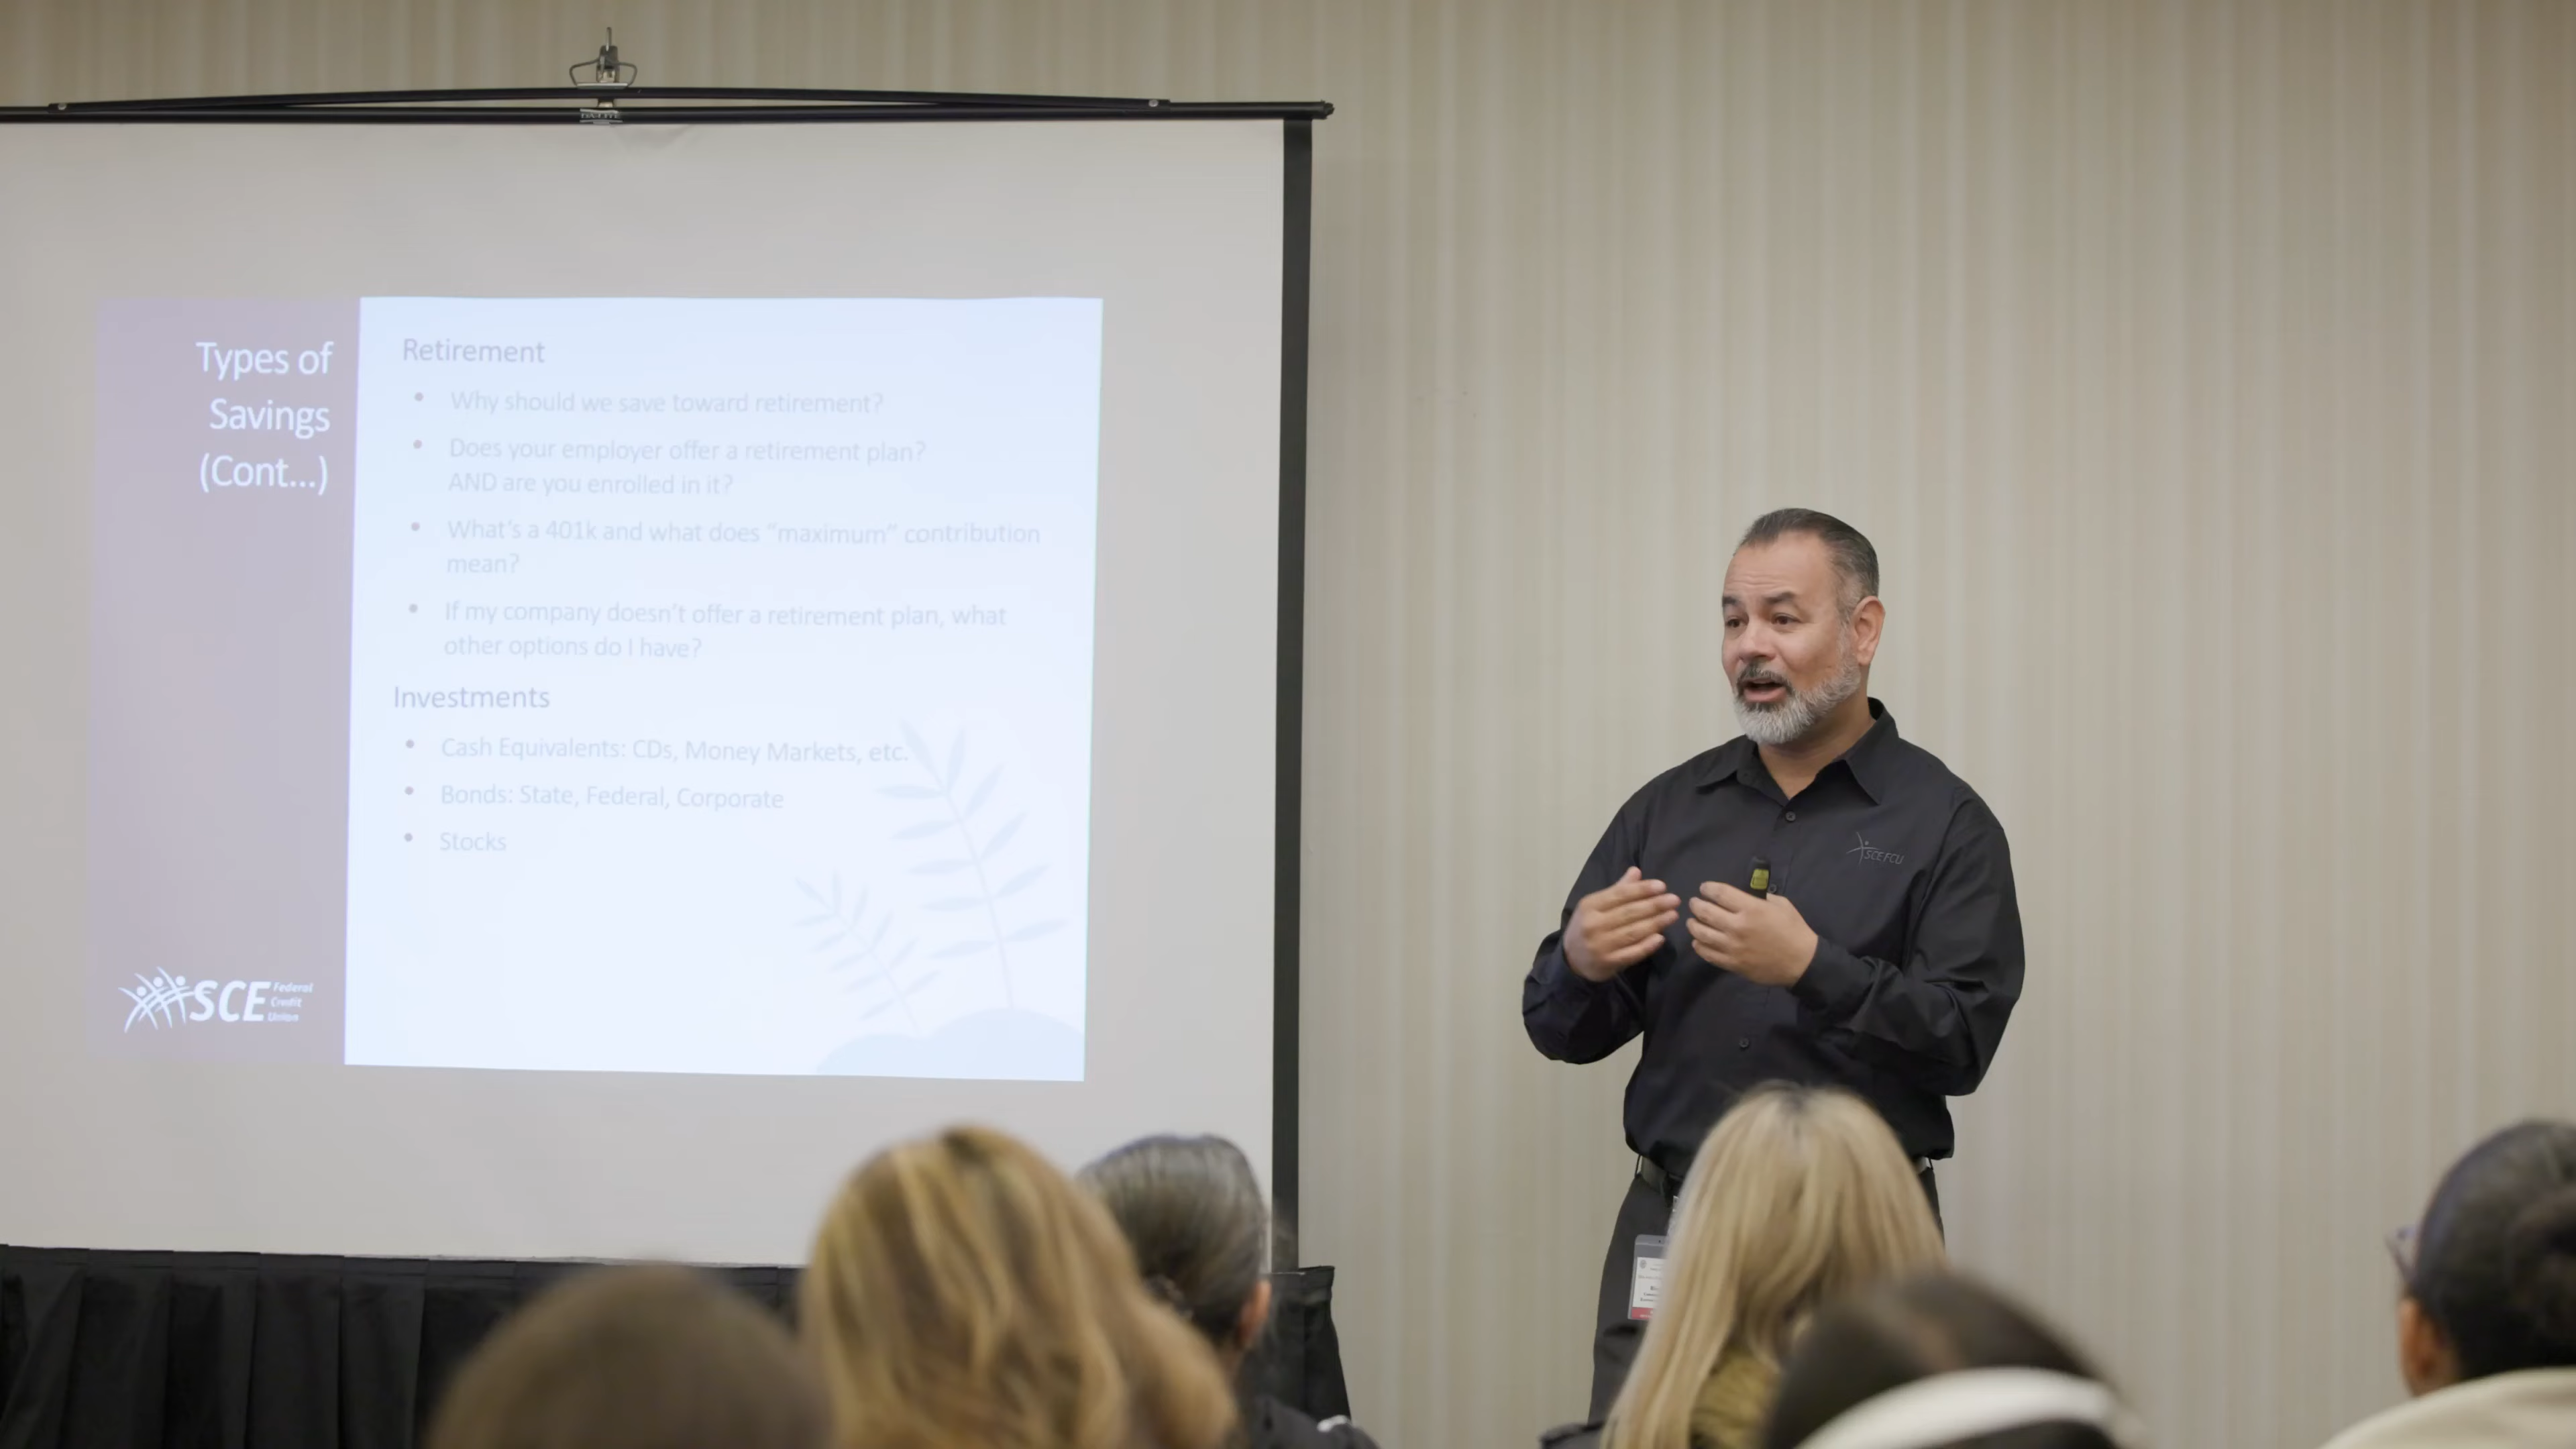 Types of
Savings
(Cont...)
Retirement
• Why should we save toward retirement?
• Does your employer offer a retirement plan?
AND are you enrolled in it?
• What's a 401k and what does "maximum" contribution
mean?
• If my company doesn't offer a retirement plan, what
other options do I have?
Investments
• Cash Equivalents: CDs, Money Markets, etc.
• Bonds: State, Federal, Corporate
• Stocks
SCE Federal
Credit
Union
SCE FCU